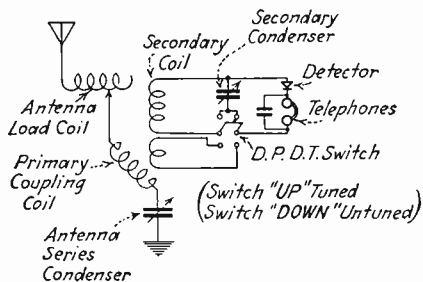 Secondary
Coil
Secondary
Condenser
Detector
Telephones
Antenna
Load Coil
Primary
Coupling
Coil
D.P.D.T. Switch
(Switch "UP" Tuned
Switch "DOWN" Untuned)
Antenna
Series
Condenser